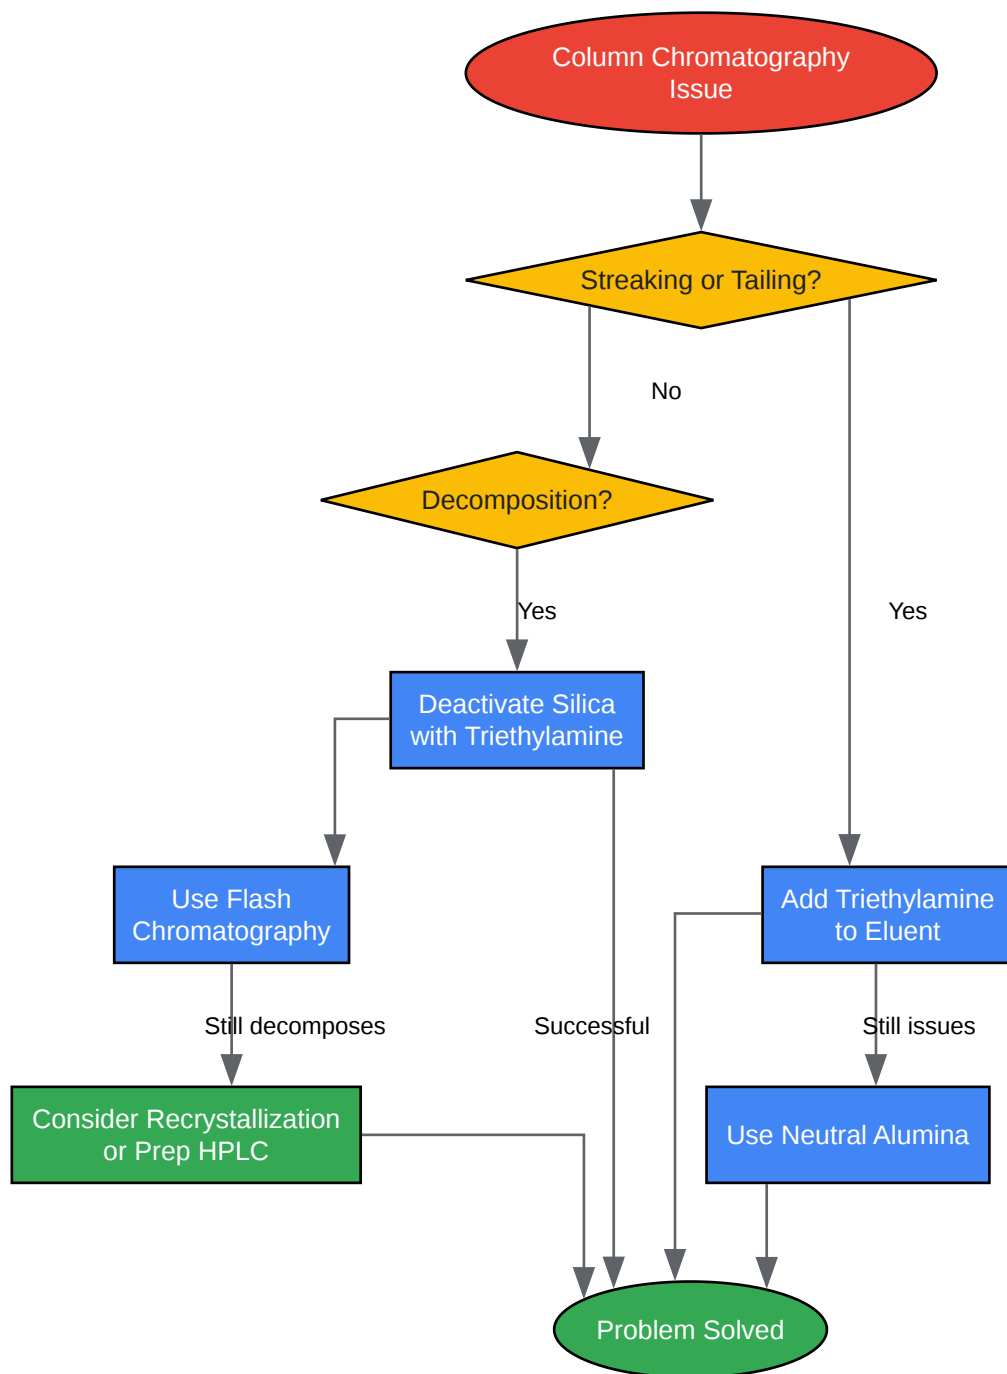 Column Chromatography
Issue
Streaking or Tailing?
No
Decomposition?
Yes
Yes
Deactivate Silica
with Triethylamine
Use Flash
Chromatography
Add Triethylamine
to Eluent
Still decomposes
Successful
Still issues
Consider Recrystallization
or Prep HPLC
Use Neutral Alumina
Problem Solved